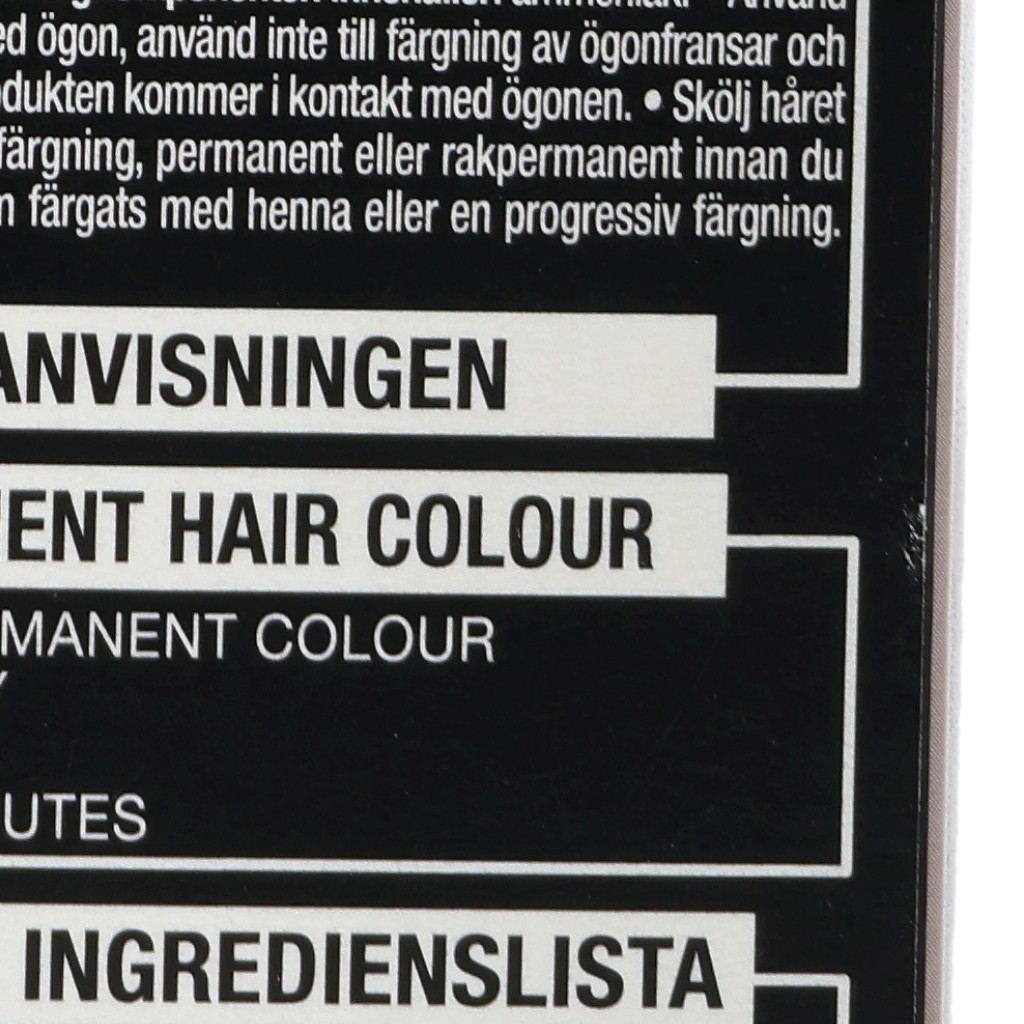 ed ögon, använd inte till färgning av ögonfransar och
odukten kommer i kontakt med ögonen. • Skölj håret
färgning, permanent eller rakpermanent innan du
färgats med henna eller en progressiv färgning.
ANVISNINGEN
ENT HAIR COLOUR
MANENT COLOUR
UTES
INGREDIENSLISTA